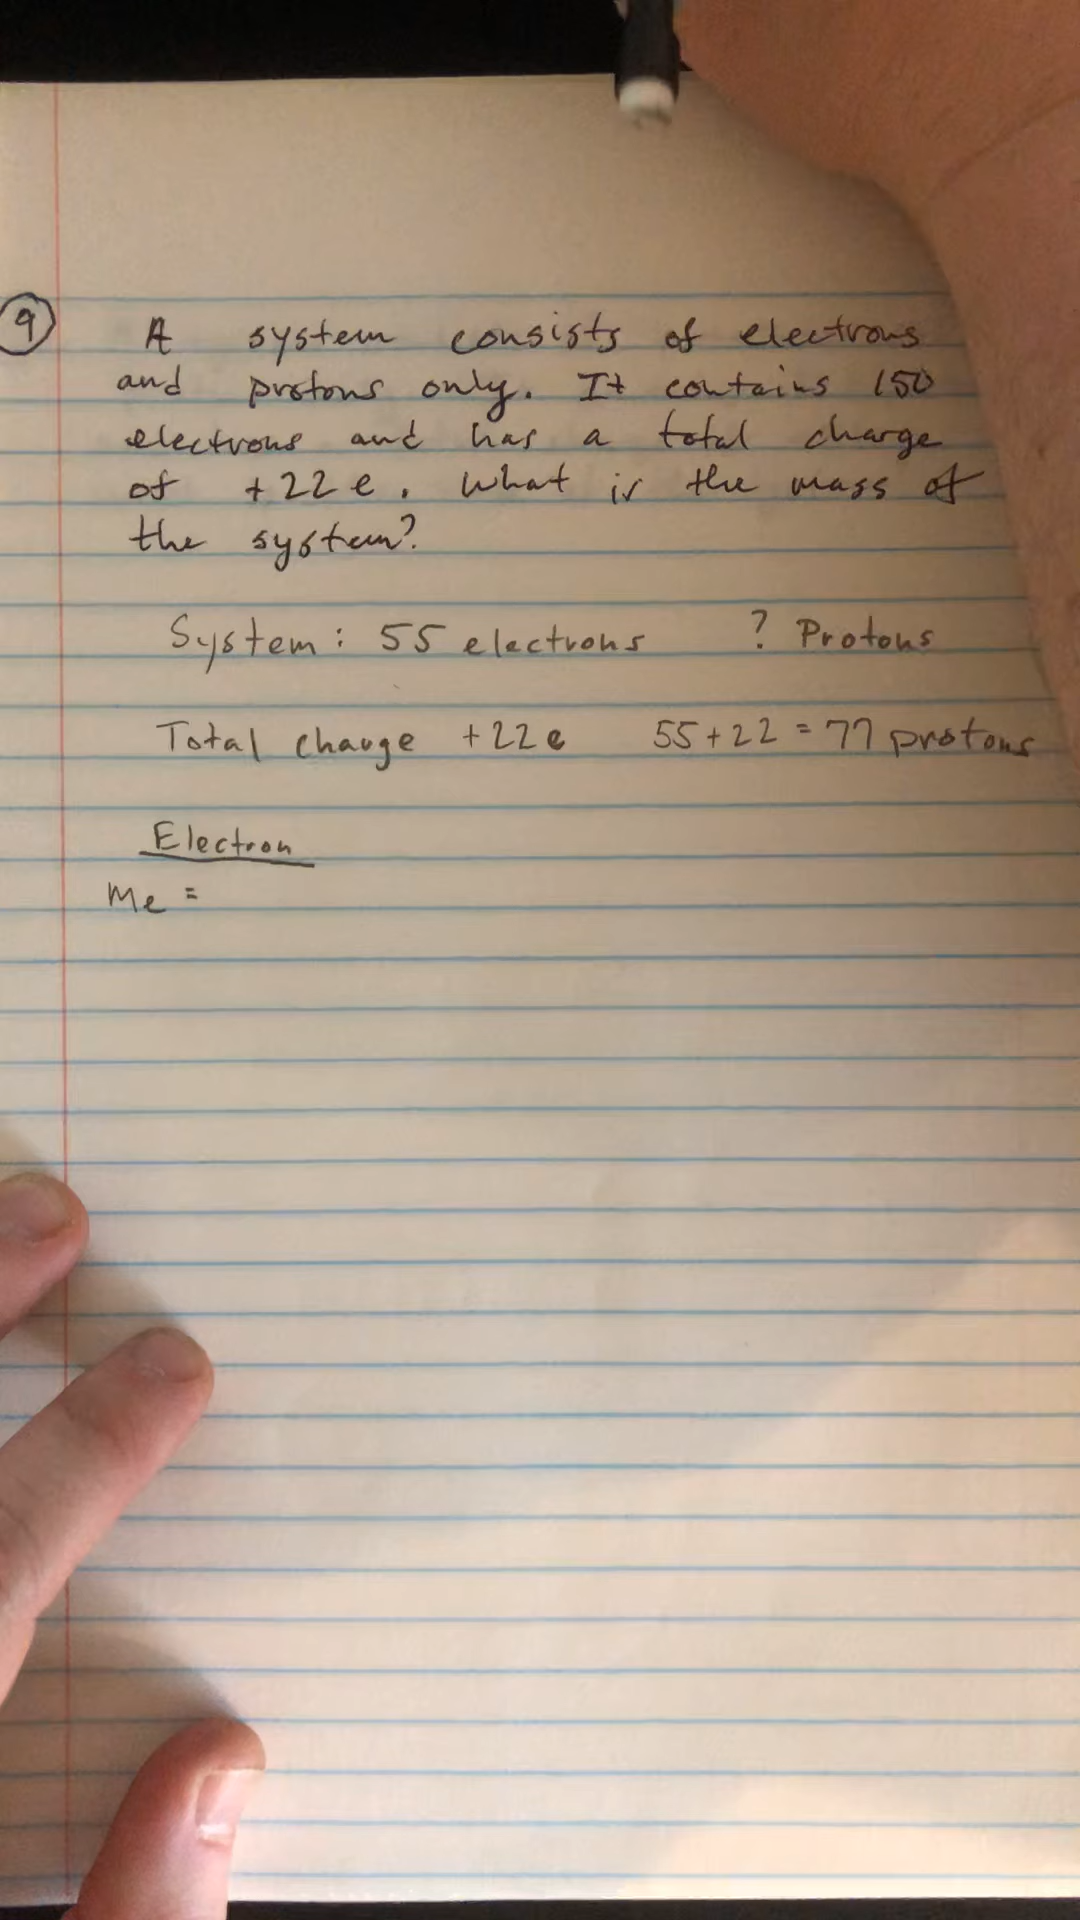 9 A system consists of electrons
and protons only. It contains 150
electrons and has a total charge
of +22 e. What is the mass of
the system?
System: 55 electrons ? Protons
Total charge +22e 55+22=77 protons
Electron
Me =